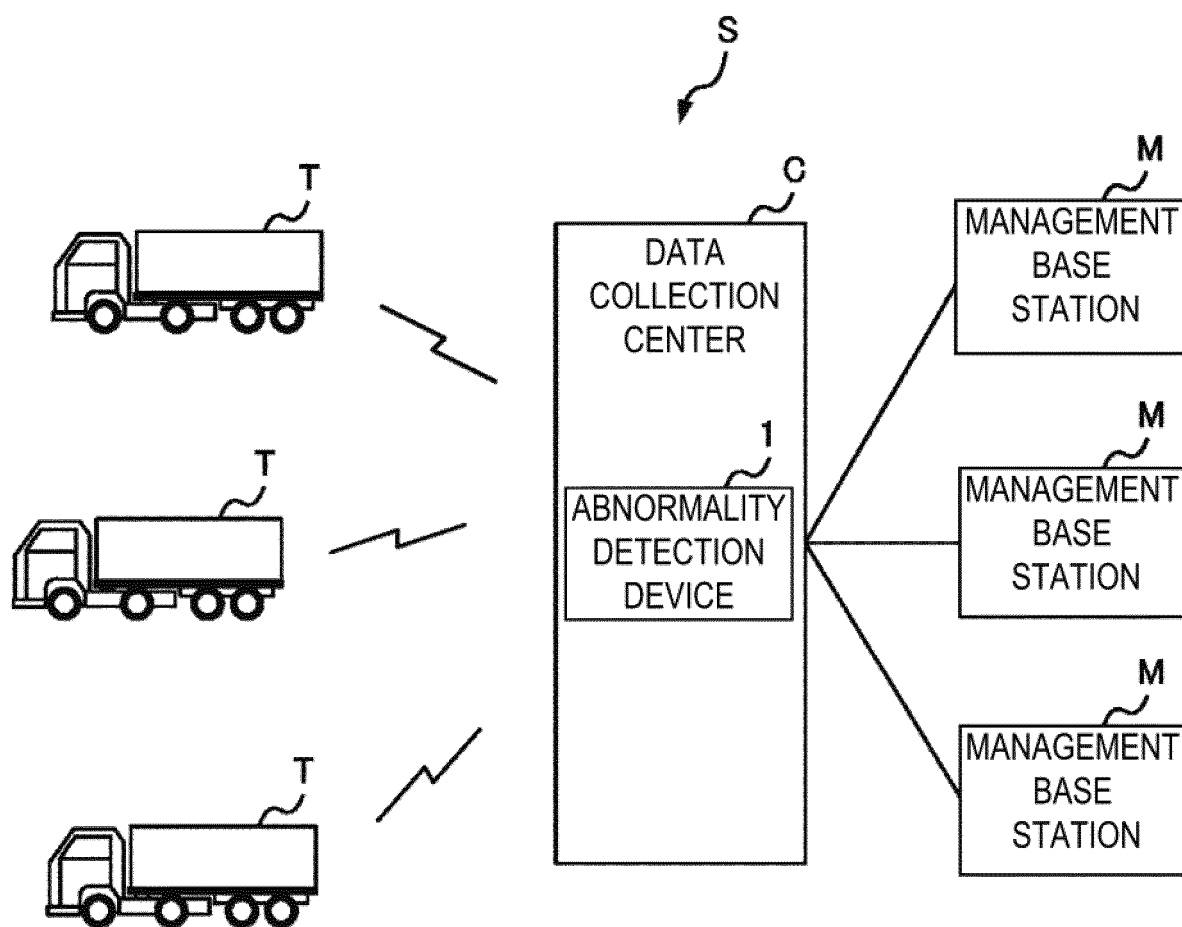 S
T
C
DATA
COLLECTION
CENTER
M
MANAGEMENT
BASE
STATION
T
1
ABNORMALITY
DETECTION
DEVICE
M
MANAGEMENT
BASE
STATION
T
M
MANAGEMENT
BASE
STATION